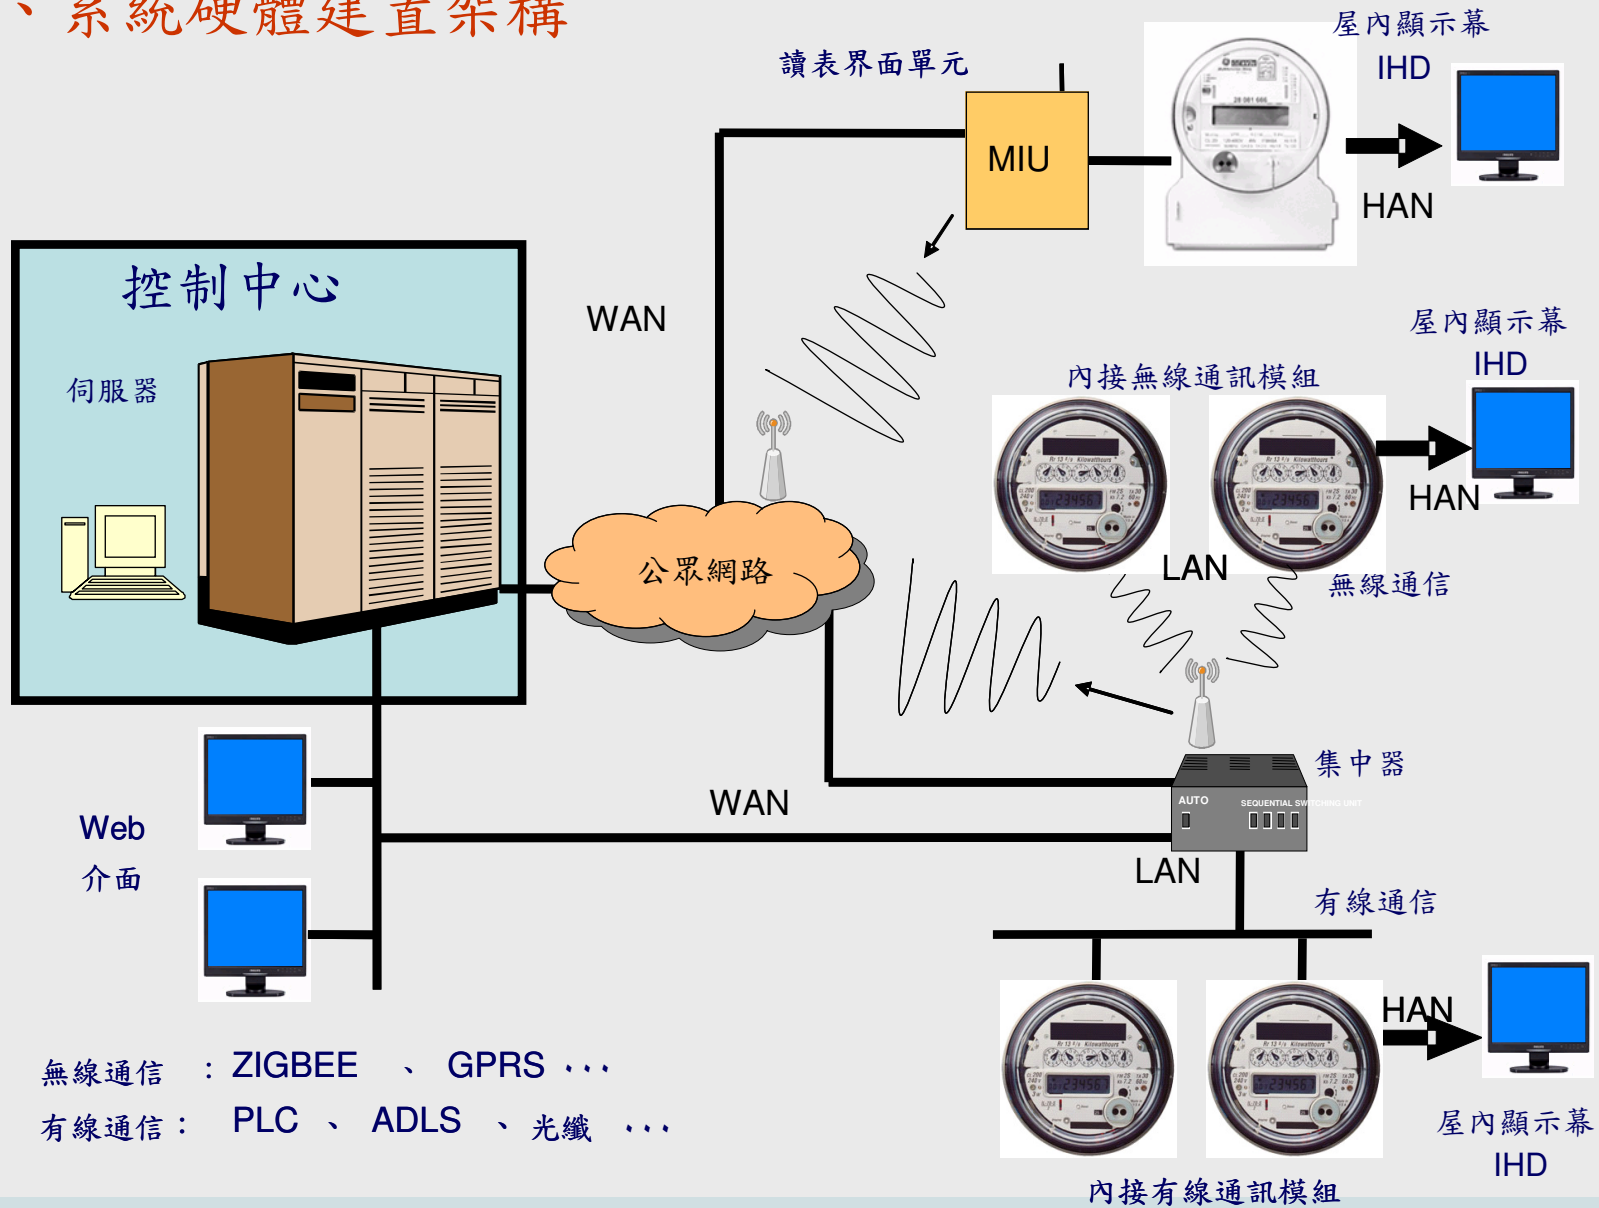 、系統硬體建置架構
讀表界面單元
屋內顯示幕
IHD
MIU
HAN
控制中心
伺服器
WAN
內接無線通訊模組
屋內顯示幕
IHD
HAN
公眾網路
LAN
無線通信
集中器
AUTO
SEQUENTIAL SWITCHING UNIT
WAN
LAN
Web
介面
有線通信
HAN
屋內顯示幕
IHD
內接有線通訊模組
無線通信 : ZIGBEE 、 GPRS ...
有線通信: PLC 、 ADLS 、光纖 ...